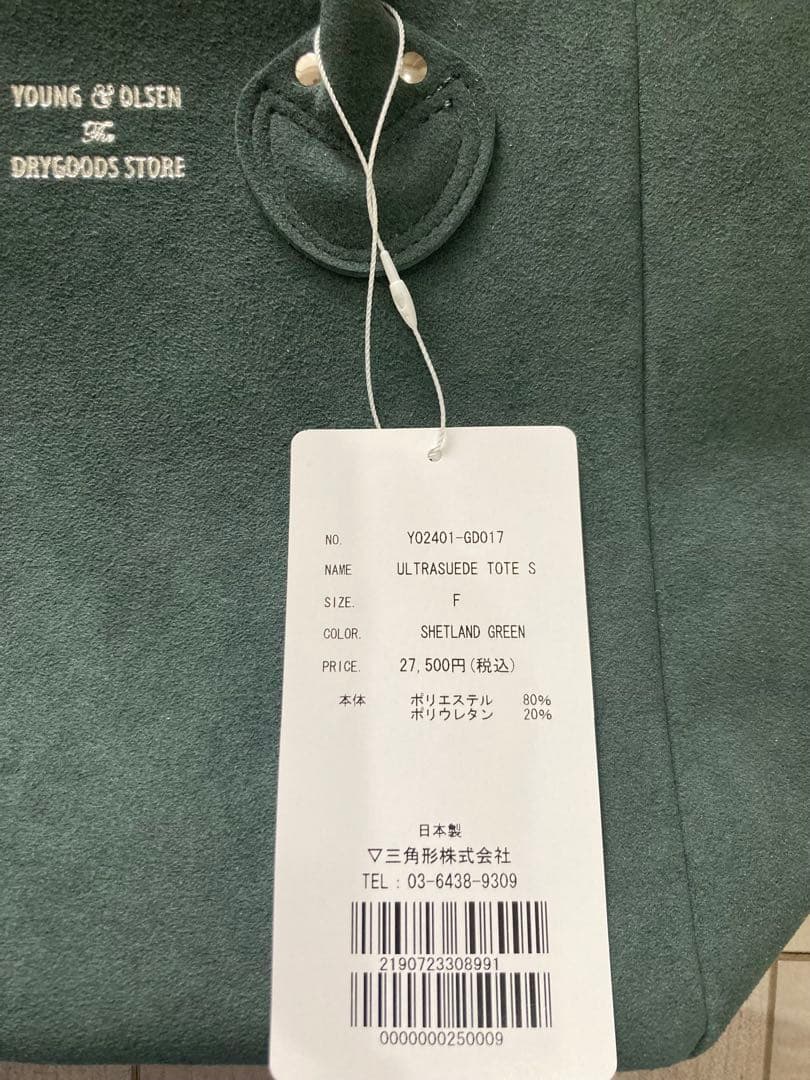 YOUNG & OLSEN
The
DRYGOODS STORE
NO. YO2401-GD017
NAME ULTRASUEDE TOTE S
SIZE. F
COLOR. SHETLAND GREEN
PRICE. 27,500円(税込)
本体 ポリエステル 80%
ポリウレタン 20%
日本製
▽三角形株式会社
TEL : 03-6438-9309
2190723308991
0000000250009